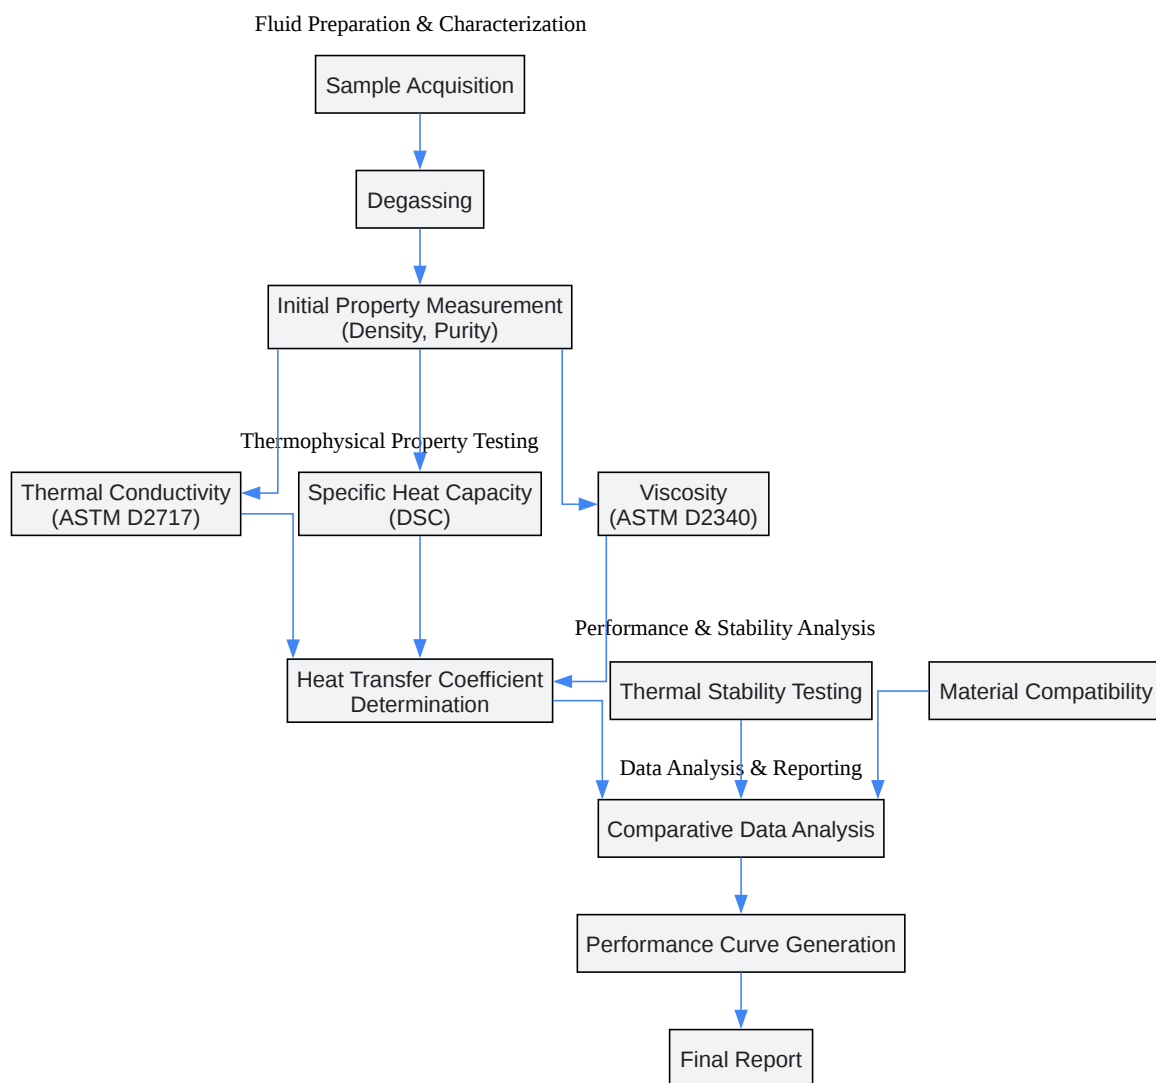 Fluid Preparation & Characterization
Sample Acquisition
Degassing
Initial Property Measurement
(Density, Purity)
Thermophysical Property Testing
Thermal Conductivity
(ASTM D2717)
Specific Heat Capacity
(DSC)
Viscosity
(ASTM D2340)
Performance & Stability Analysis
Heat Transfer Coefficient
Determination
Thermal Stability Testing
Material Compatibility
Data Analysis & Reporting
Comparative Data Analysis
Performance Curve Generation
Final Report